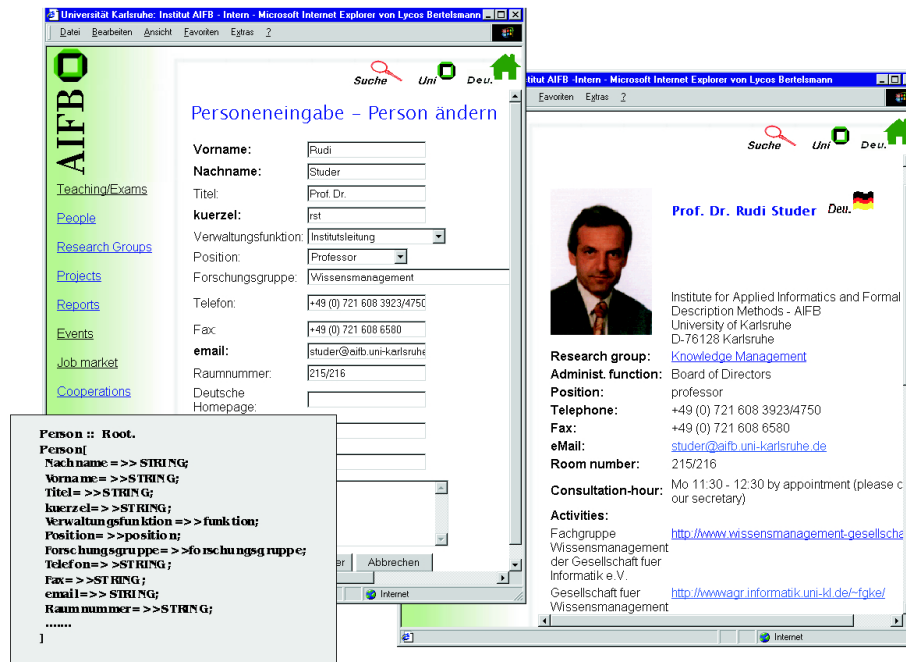 Universität Karlsruhe: Institut AIFB - Intern - Microsoft Internet Explorer von Lycos Bertelsmann
Datei Bearbeiten Ansicht Favoriten Extras ?
AIFB
Suche Uni Deu.
Teaching/Exams
People
Research Groups
Projects
Reports
Events
Job market
Cooperations
Personeneingabe – Person ändern
Vorname: Rudi
Nachname: Studer
Titel: Prof. Dr.
kuerzel: rst
Verwaltungsfunktion: Institutsleitung
Position: Professor
Forschungsgruppe: Wissensmanagement
Telefon: +49 (0) 721 608 3923/4750
Fax: +49 (0) 721 608 6580
email: studer@aifb.uni-karlsruhe
Raumnummer: 215/216
Deutsche
Homepage:
er Abbrechen
Internet
Person :: Root.
Person[
Nachname=>> STRING;
Vorname=>>STRING;
Titel=>>STRING;
kuerzel=>>STRING;
Verwaltungsfunktion=>>funktion;
Position=>>position;
Forschungsgruppe=>>forschungsgruppe;
Telefon=>>STRING;
Fax=>>STRING;
email=>>STRING;
Raumnummer=>>STRING;
.......
]
titut AIFB -Intern - Microsoft Internet Explorer von Lycos Bertelsmann
Favoriten Extras ?
Suche Uni Deu.
Prof. Dr. Rudi Studer Deu.
Institute for Applied Informatics and Formal
Description Methods - AIFB
University of Karlsruhe
D-76128 Karlsruhe
Research group: Knowledge Management
Administ. function: Board of Directors
Position: professor
Telephone: +49 (0) 721 608 3923/4750
Fax: +49 (0) 721 608 6580
eMail: studer@aifb.uni-karlsruhe.de
Room number: 215/216
Consultation-hour: Mo 11:30 - 12:30 by appointment (please c
our secretary)
Activities:
Fachgruppe http://www.wissensmanagement-gesellscha
Wissensmanagement
der Gesellschaft fuer
Informatik e.V.
Gesellschaft fuer http://wwwagr.informatik.uni-kl.de/~fgke/
Wissensmanagement
Internet